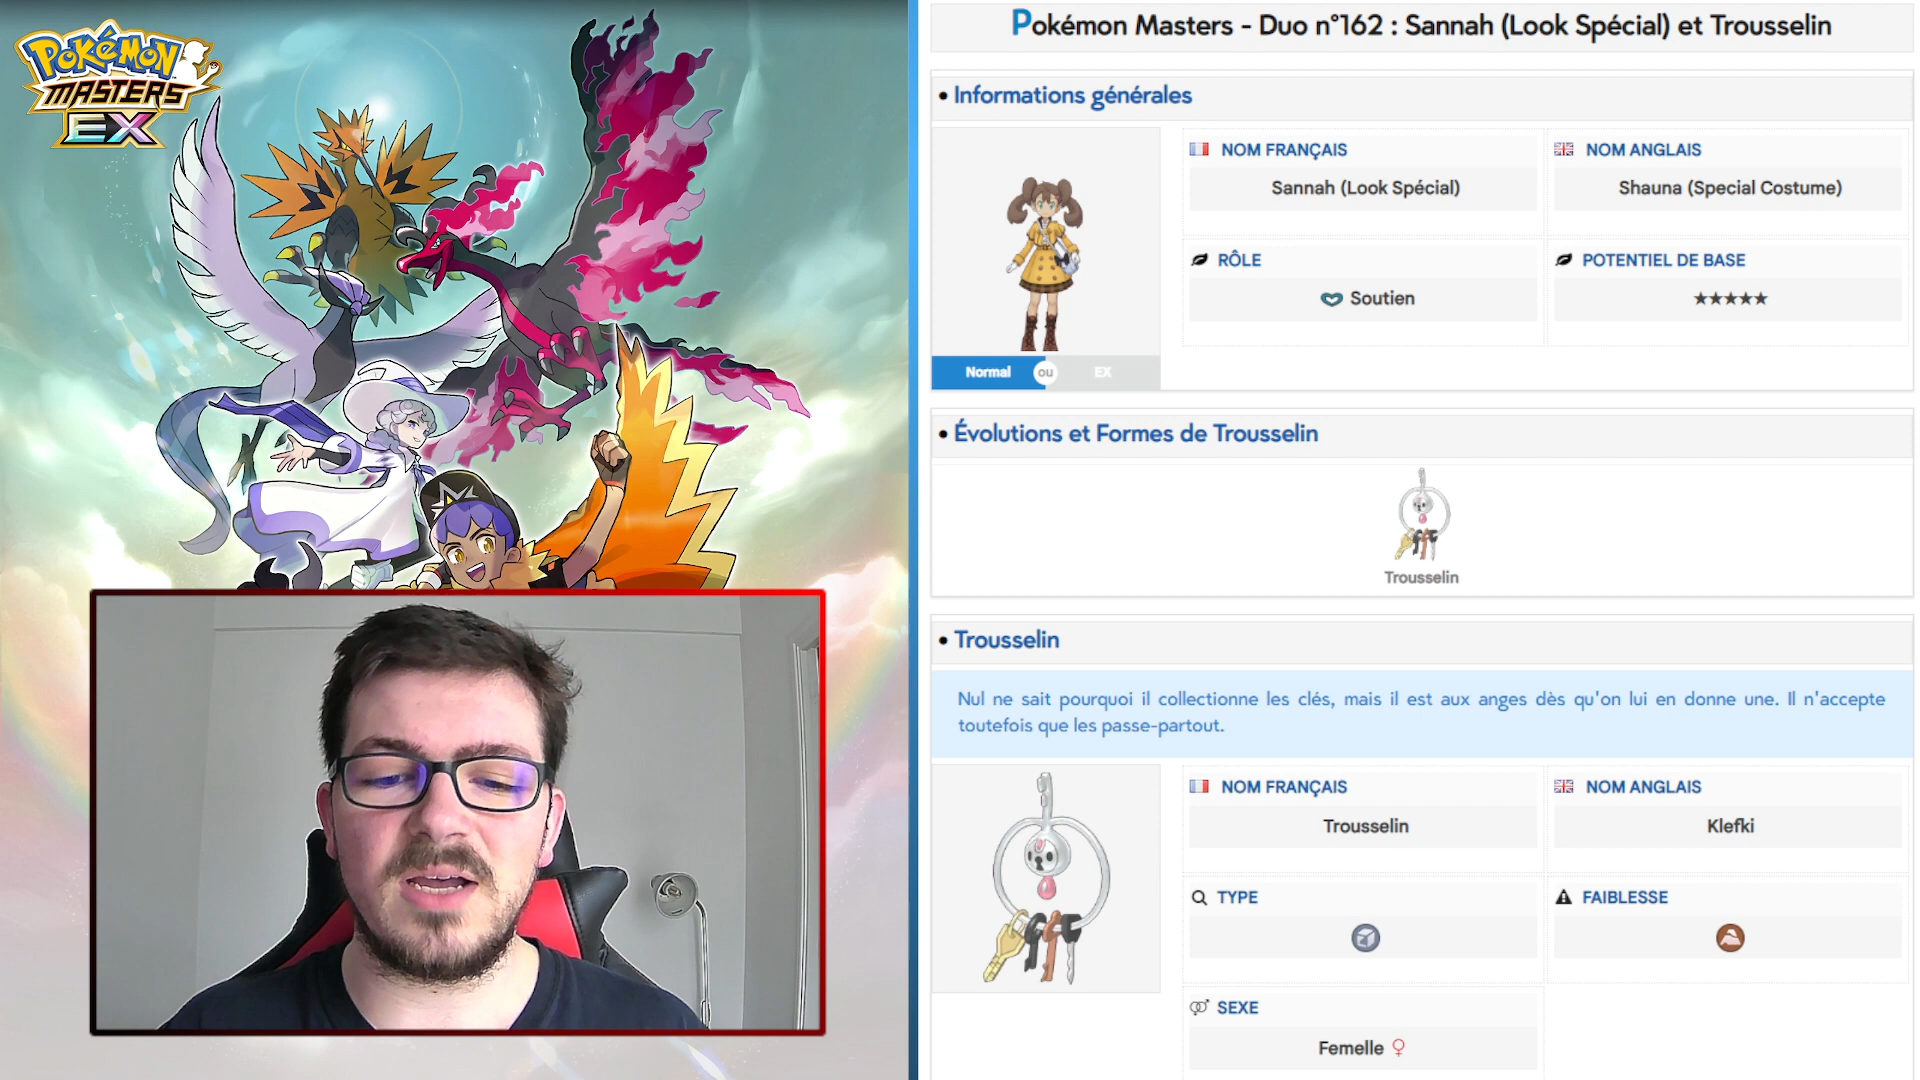 POKÉMON
MASTERS
EX
Pokémon Masters - Duo n°162 : Sannah (Look Spécial) et Trousselin
• Informations générales
NOM FRANÇAIS
Sannah (Look Spécial)
NOM ANGLAIS
Shauna (Special Costume)
RÔLE
Soutien
POTENTIEL DE BASE
★★★★★
Normal ou EX
• Évolutions et Formes de Trousselin
Trousselin
• Trousselin
Nul ne sait pourquoi il collectionne les clés, mais il est aux anges dès qu'on lui en donne une. Il n'accepte
toutefois que les passe-partout.
NOM FRANÇAIS
Trousselin
NOM ANGLAIS
Klefki
TYPE
FAIBLESSE
SEXE
Femelle ♀